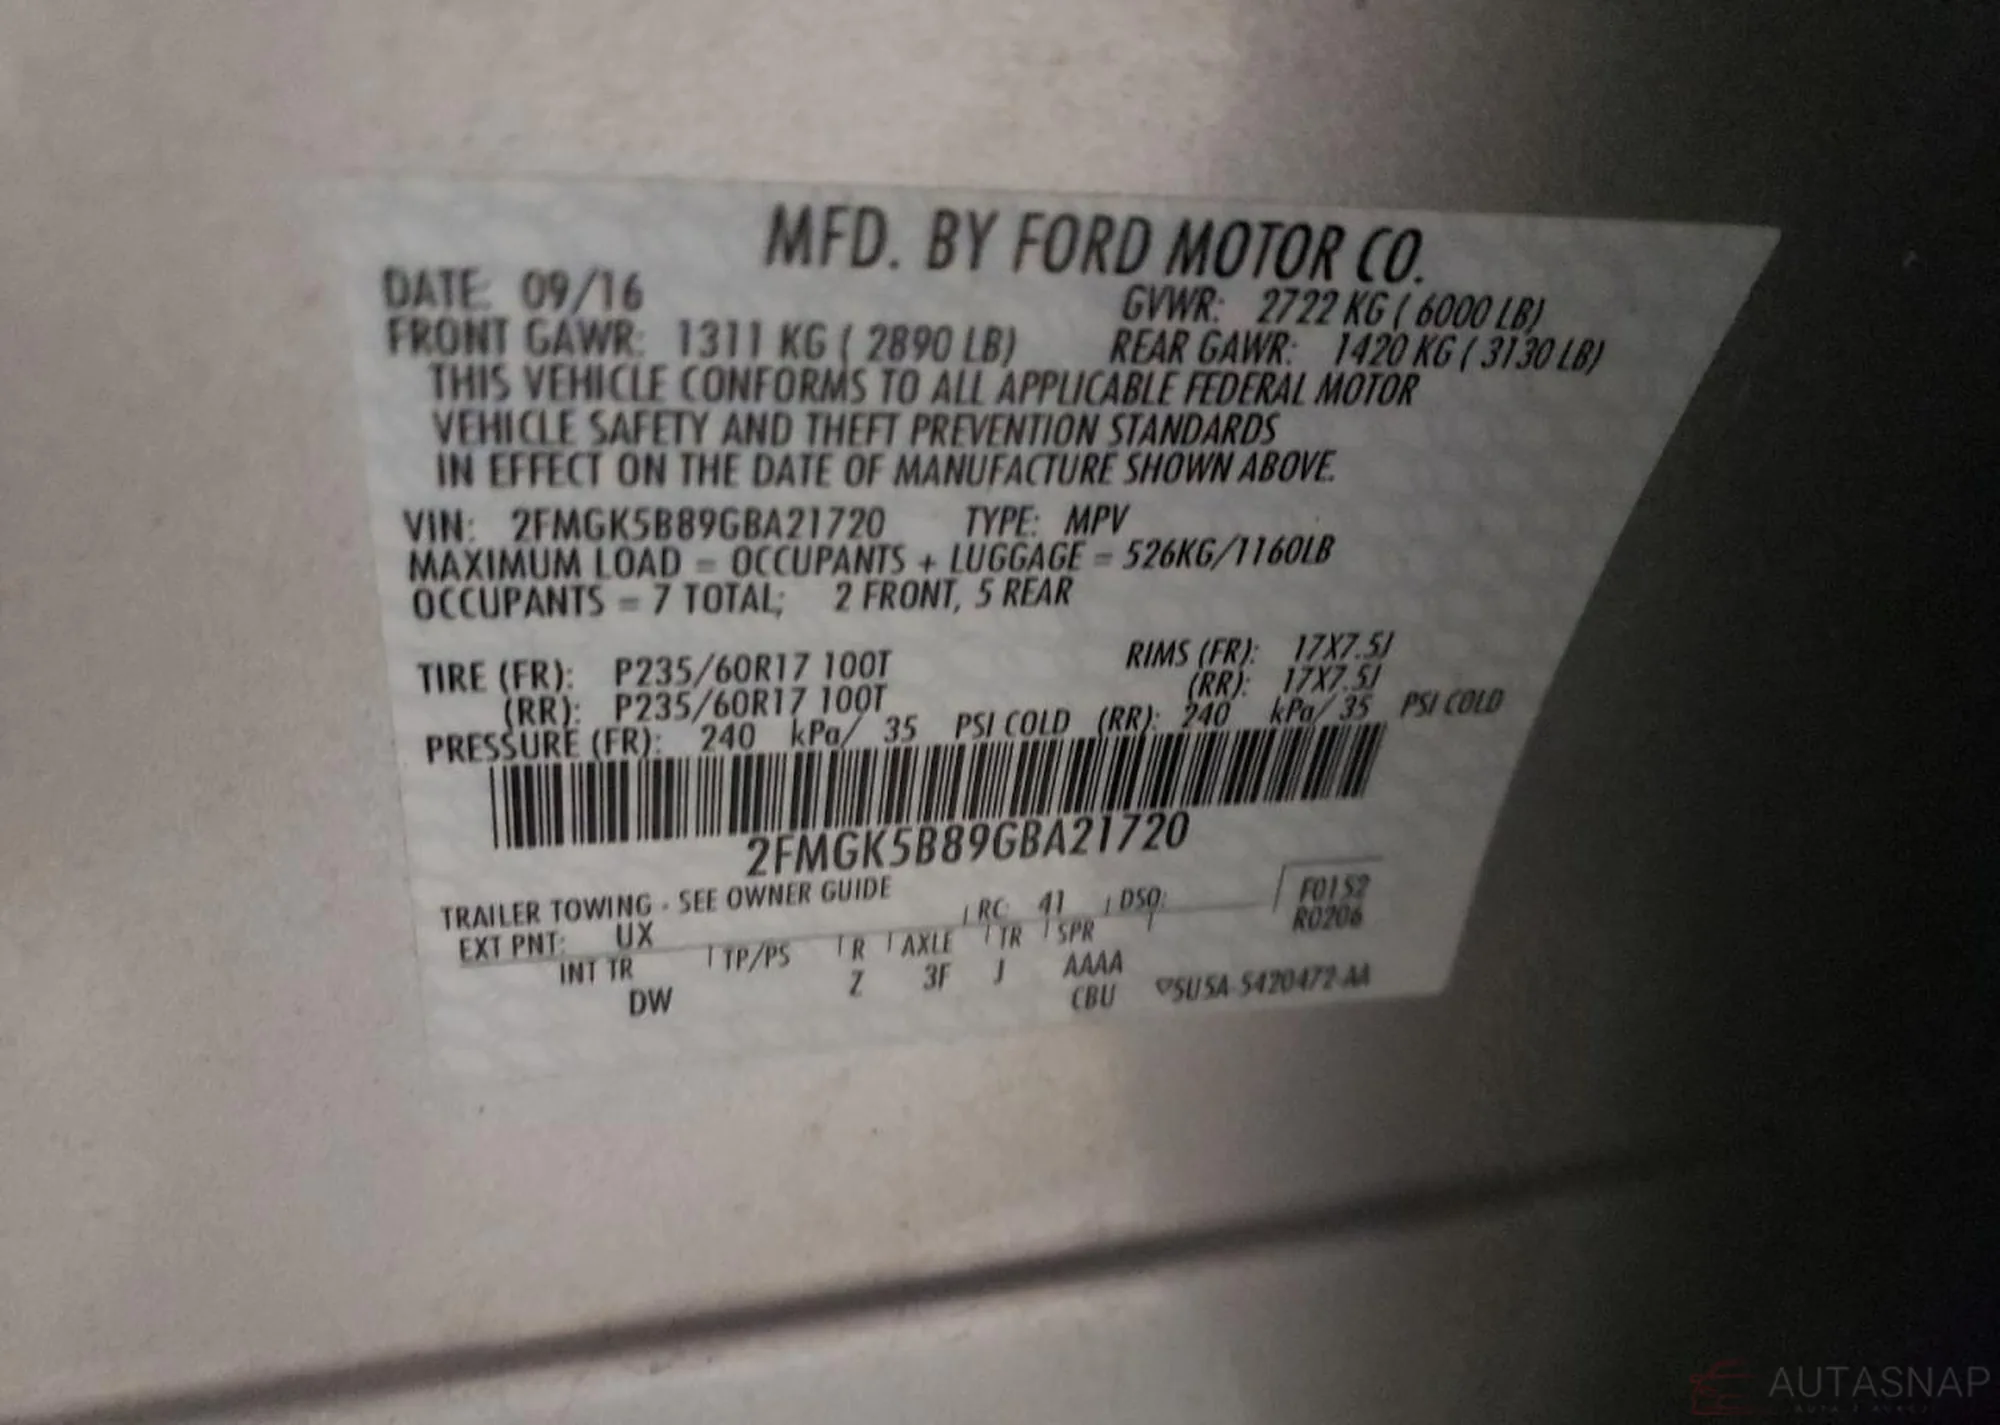 MFD. BY FORD MOTOR CO.
DATE: 09/16 GVWR: 2722 KG ( 6000 LB)
FRONT GAWR: 1311 KG ( 2890 LB) REAR GAWR: 1420 KG ( 3130 LB)
THIS VEHICLE CONFORMS TO ALL APPLICABLE FEDERAL MOTOR
VEHICLE SAFETY AND THEFT PREVENTION STANDARDS
IN EFFECT ON THE DATE OF MANUFACTURE SHOWN ABOVE.
VIN: 2FMGK5B89GBA21720 TYPE: MPV
MAXIMUM LOAD = OCCUPANTS + LUGGAGE = 526KG/1160LB
OCCUPANTS = 7 TOTAL; 2 FRONT, 5 REAR
TIRE (FR): P235/60R17 100T RIMS (FR): 17X7.5J
(RR): P235/60R17 100T (RR): 17X7.5J
PRESSURE (FR): 240 kPa/ 35 PSI COLD (RR): 240 kPa/ 35 PSI COLD
2FMGK5B89GBA21720
TRAILER TOWING - SEE OWNER GUIDE
EXT PNT: UX RC: 41 DSO: F0152
R0206
INT TR TP/PS R AXLE TR SPR
DW Z 3F J AAAA
CBU 5U5A-5420472-AA
AUTASNAP